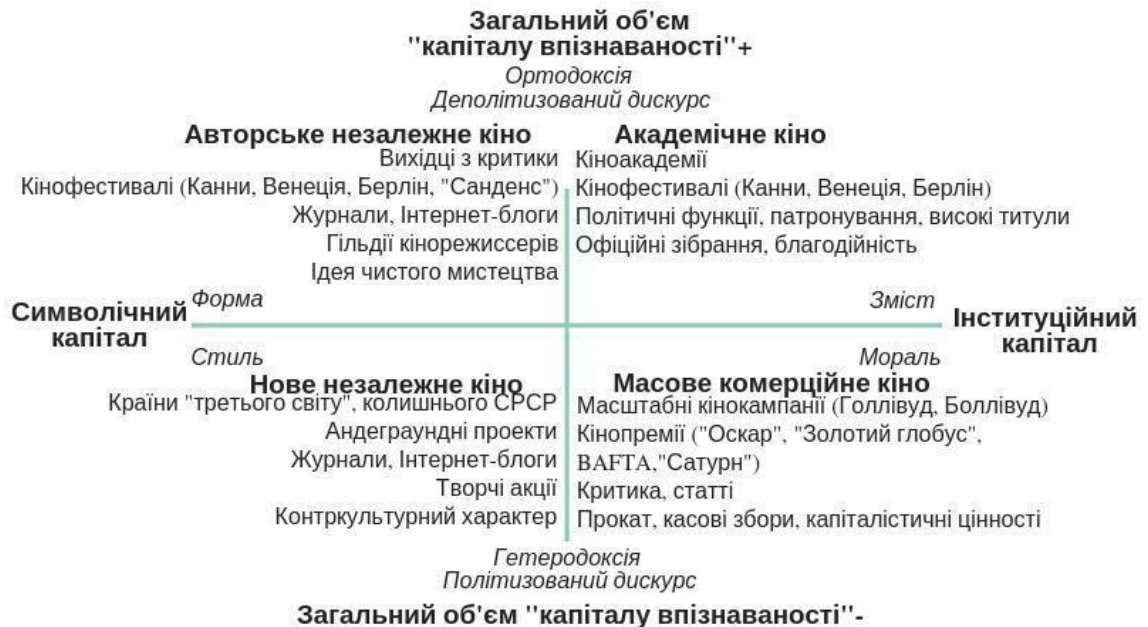 Загальний об'єм
"капіталу впізнаваності"+
Ортодоксія
Деполітизований дискурс
Авторське незалежне кіно
Вихідці з критики
Кінофестивалі (Канни, Венеція, Берлін, "Санденс")
Журнали, Інтернет-блоги
Гільдії кінорежиссерів
Ідея чистого мистецтва
Академічне кіно
Кіноакадемії
Кінофестивалі (Канни, Венеція, Берлін)
Політичні функції, патронування, високі титули
Офіційні зібрання, благодійність
Символічний
капітал
Форма
Стиль
Зміст
Мораль
Інституційний
капітал
Нове незалежне кіно
Країни "третього світу", колишнього СРСР
Андеграундні проекти
Журнали, Інтернет-блоги
Творчі акції
Контркультурний характер
Масове комерційне кіно
Масштабні кінокампанії (Голлівуд, Боллівуд)
Кінопремії ("Оскар", "Золотий глобус",
BAFTA,"Сатурн")
Критика, статті
Прокат, касові збори, капіталістичні цінності
Гетеродоксія
Політизований дискурс
Загальний об'єм "капіталу впізнаваності"-